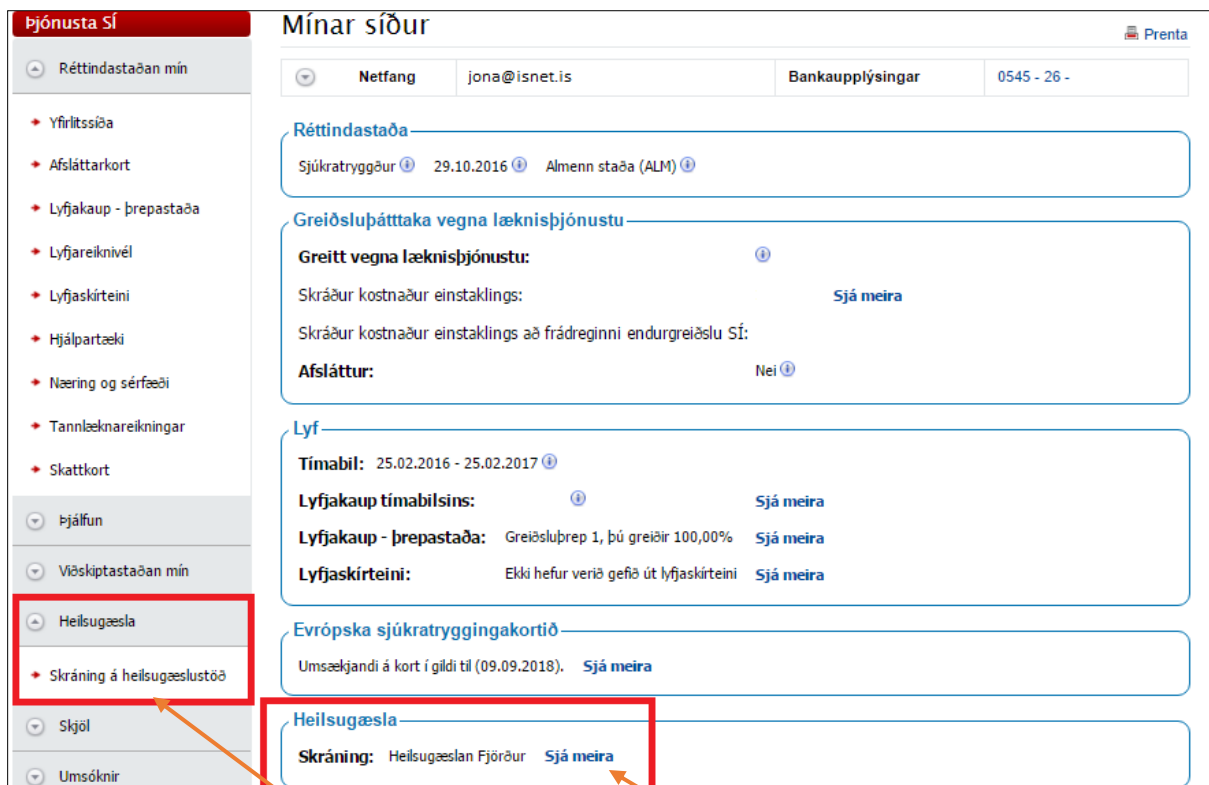 Þjónusta SÍ
Réttindastaðan mín
Yfirlitssíða
Afsláttarkort
Lyfjakaup - þrepastaða
Lyfjareiknivél
Lyfjaskírteini
Hjálpartæki
Næring og sérfæði
Tannlæknareikningar
Skattkort
Þjálfun
Viðskiptastaðan mín
Heilsugæsla
Skráning á heilsugæslustöð
Skjöl
Umsóknir
Mínar síður
Prenta
Netfang jona@isnet.is Bankaupplýsingar 0545 - 26 -
Réttindastaða
Sjúkratryggður 29.10.2016 Almenn staða (ALM)
Greiðsluþátttaka vegna læknisþjónustu
Greitt vegna læknisþjónustu:
Skráður kostnaður einstaklings: Sjá meira
Skráður kostnaður einstaklings að frádreginni endurgreiðslu SÍ:
Afsláttur: Nei
Lyf
Tímabil: 25.02.2016 - 25.02.2017
Lyfjakaup tímabilsins: Sjá meira
Lyfjakaup - þrepastaða: Greiðsluþrep 1, þú greiðir 100,00% Sjá meira
Lyfjaskírteini: Ekki hefur verið gefið út lyfjaskírteini Sjá meira
Evrópska sjúkratryggingakortið
Umsækjandi á kort í gildi til (09.09.2018). Sjá meira
Heilsugæsla
Skráning: Heilsugæslan Fjörður Sjá meira